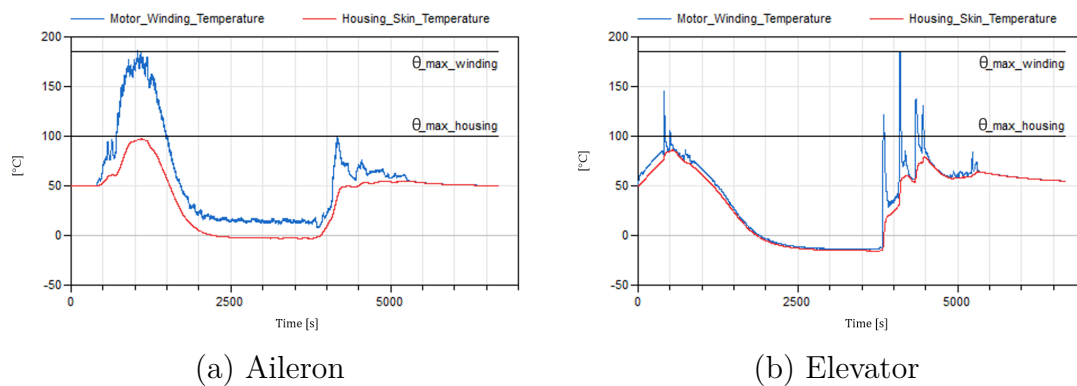 Motor_Winding_Temperature Housing_Skin_Temperature
200
θ_max_winding
150
θ_max_housing
100
[°C]
50
0
-50
0 2500 5000
Time [s]
(a) Aileron
Motor_Winding_Temperature Housing_Skin_Temperature
200
θ_max_winding
150
θ_max_housing
100
[°C]
50
0
-50
0 2500 5000
Time [s]
(b) Elevator